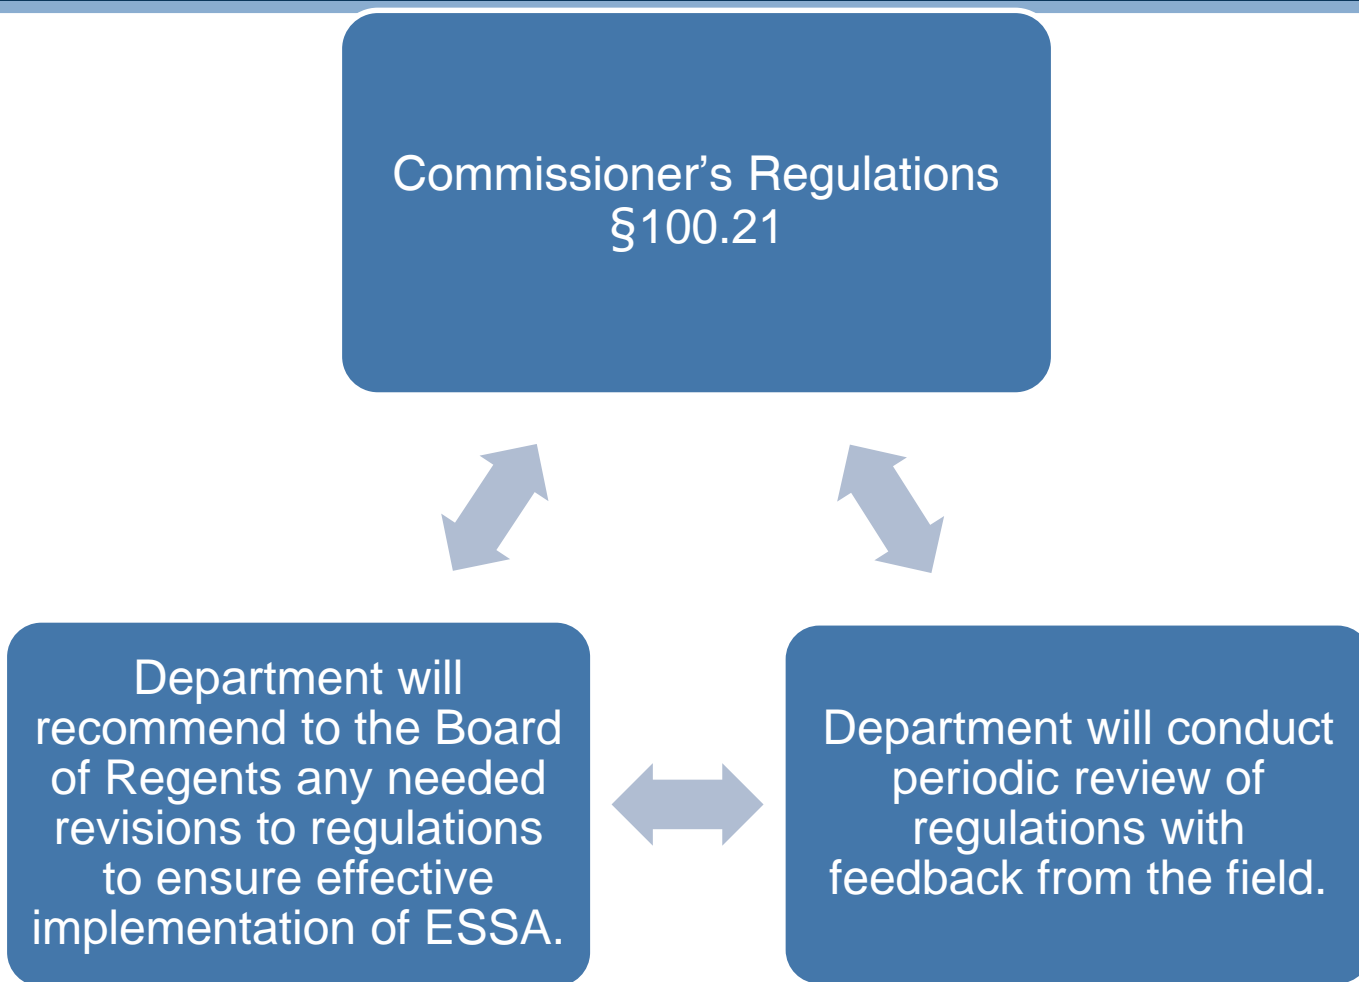 Commissioner’s Regulations
§100.21
Department will
recommend to the Board
of Regents any needed
revisions to regulations
to ensure effective
implementation of ESSA.
Department will conduct
periodic review of
regulations with
feedback from the field.